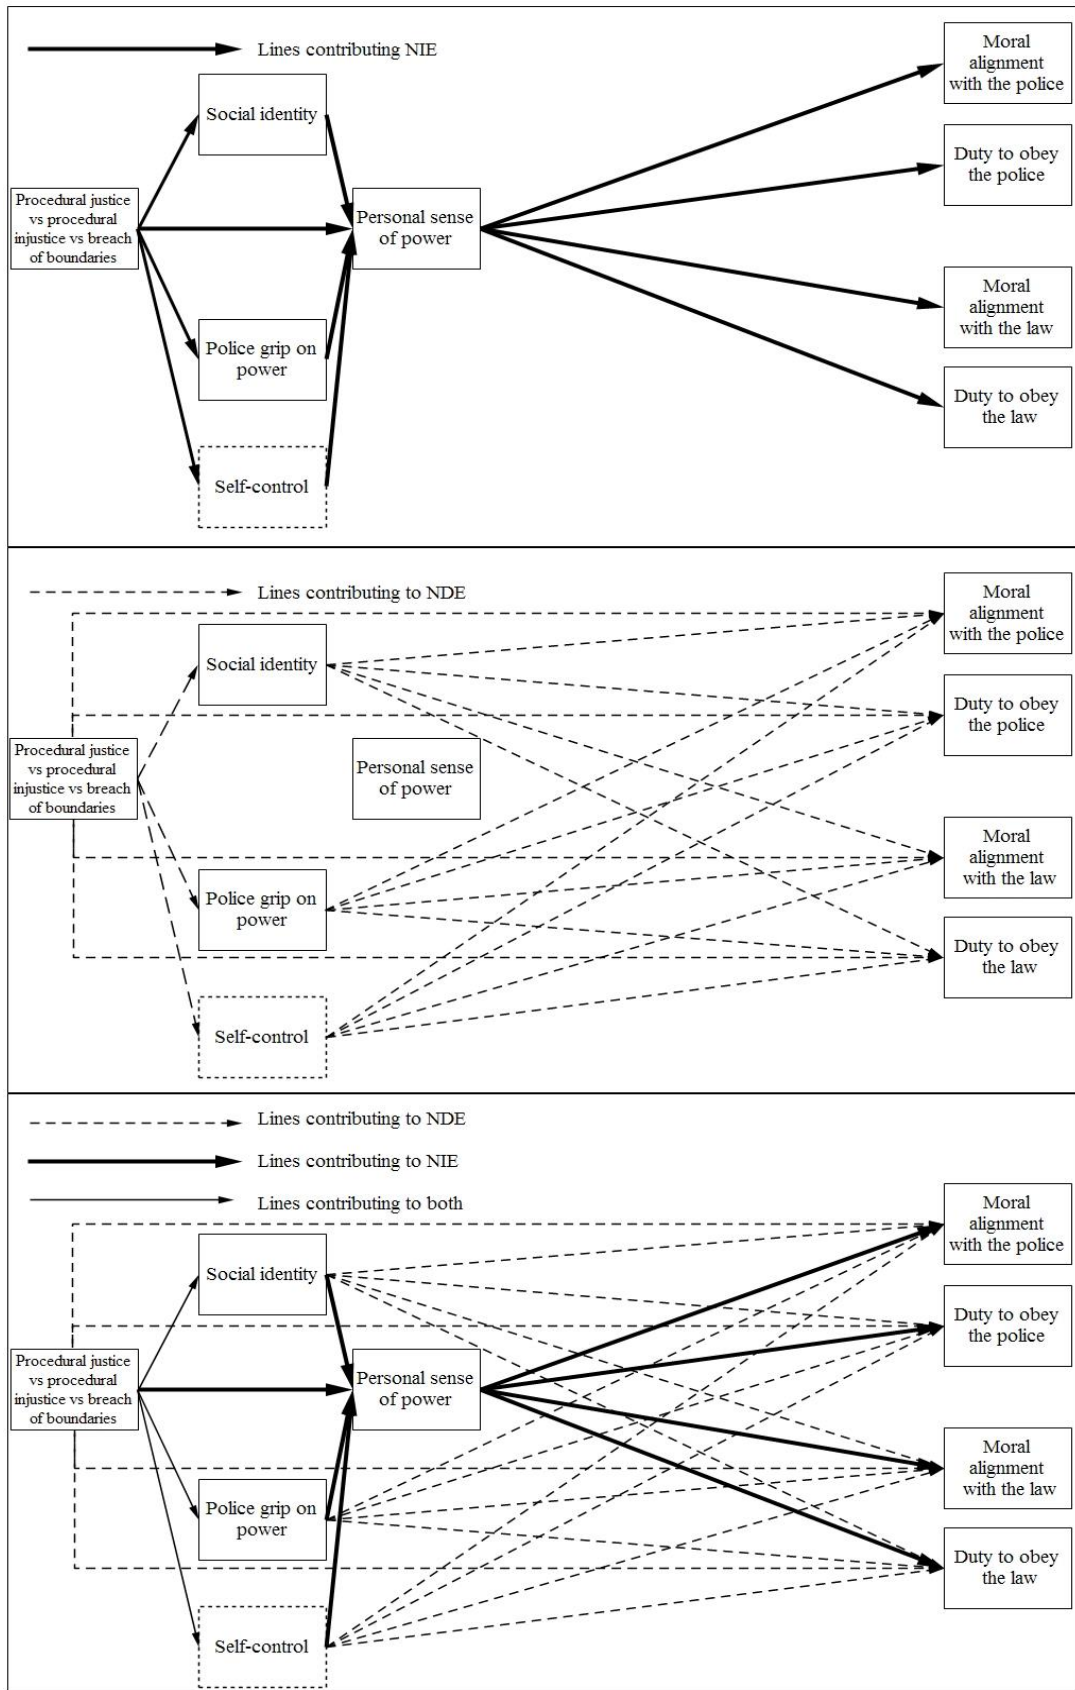 Lines contributing NIE
Moral
alignment
with the police
Social identity
Duty to obey
the police
Procedural justice
vs procedural
injustice vs breach
of boundaries
Personal sense
of power
Moral
alignment
with the law
Police grip on
power
Duty to obey
the law
Self-control
Lines contributing to NDE
Moral
alignment
with the police
Social identity
Duty to obey
the police
Procedural justice
vs procedural
injustice vs breach
of boundaries
Personal sense
of power
Moral
alignment
with the law
Police grip on
power
Duty to obey
the law
Self-control
Lines contributing to NDE
Lines contributing to NIE
Lines contributing to both
Moral
alignment
with the police
Social identity
Duty to obey
the police
Procedural justice
vs procedural
injustice vs breach
of boundaries
Personal sense
of power
Moral
alignment
with the law
Police grip on
power
Duty to obey
the law
Self-control